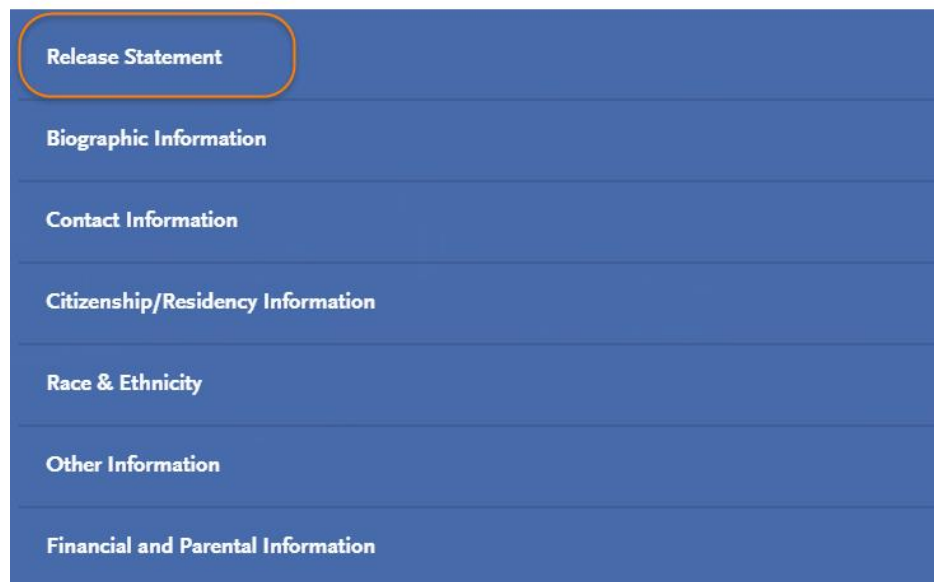 Release Statement
Biographic Information
Contact Information
Citizenship/Residency Information
Race & Ethnicity
Other Information
Financial and Parental Information